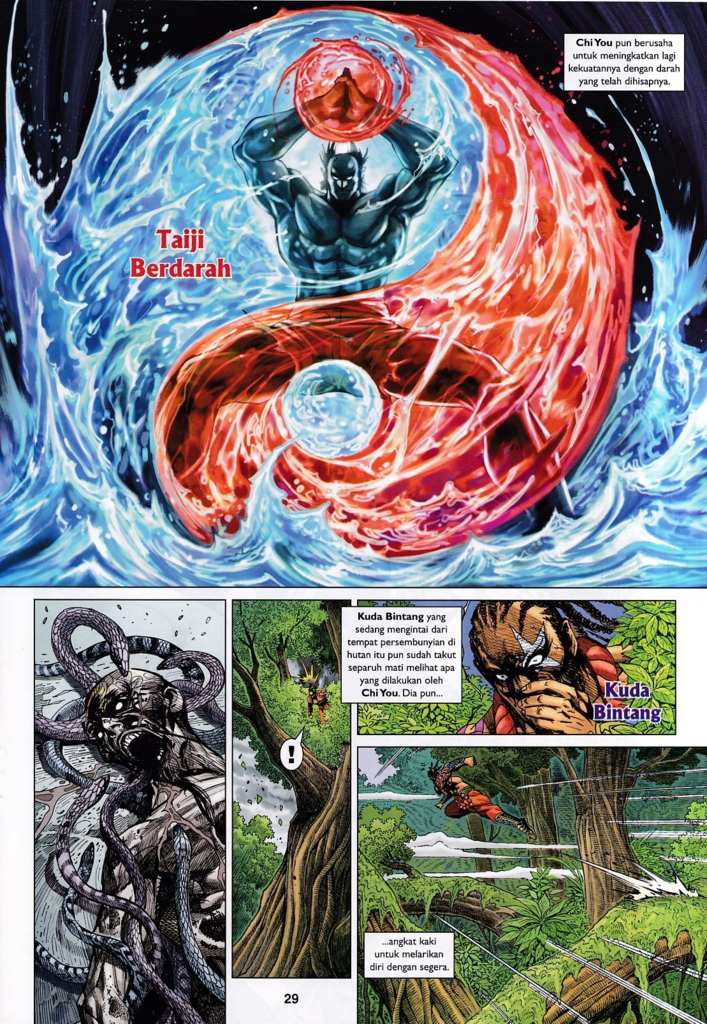 Chi You pun berusaha
untuk meningkatkan lagi
kekuatannya dengan darah
yang telah dihisapnya.
Taiji
Berdarah
Kuda Bintang yang
sedang mengintai dari
tempat persembunyian di
hutan itu pun sudah takut
separuh mati melihat apa
yang dilakukan oleh
Chi You. Dia pun...
!
Kuda
Bintang
...angkat kaki
untuk melarikan
diri dengan segera.
29